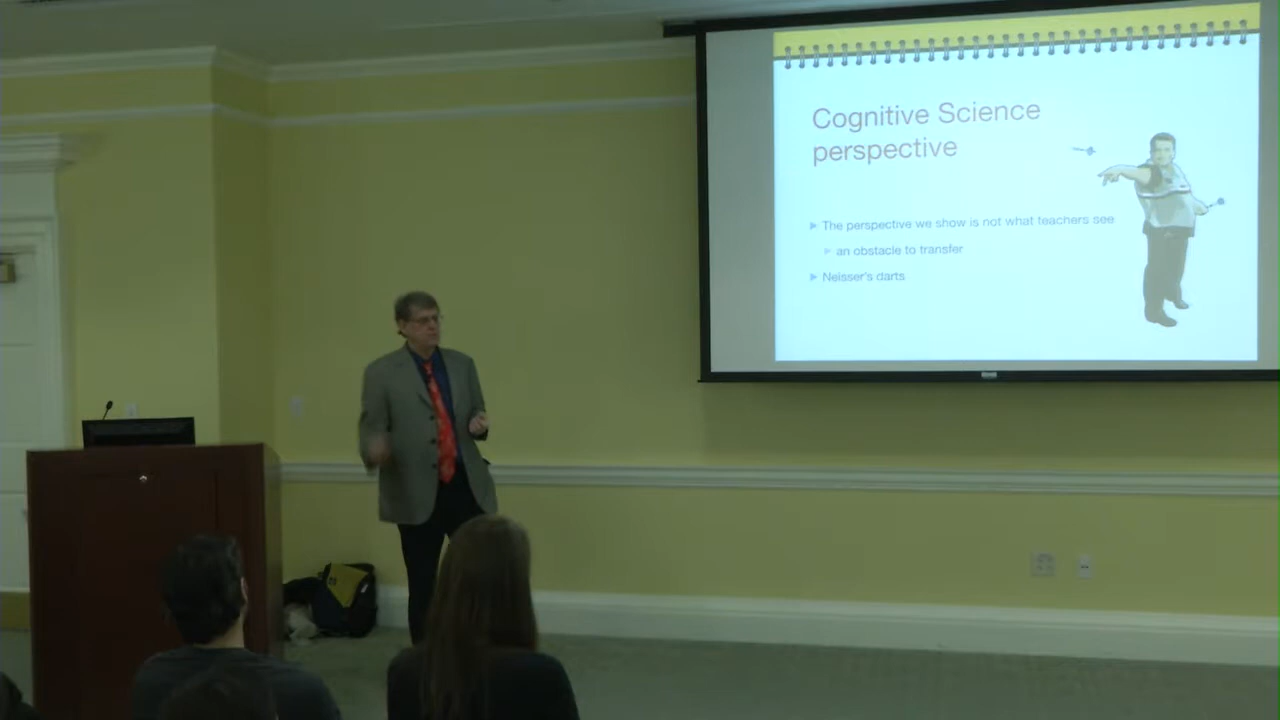 Cognitive Science
perspective
The perspective we show is not what teachers see
an obstacle to transfer
Neisser's darts